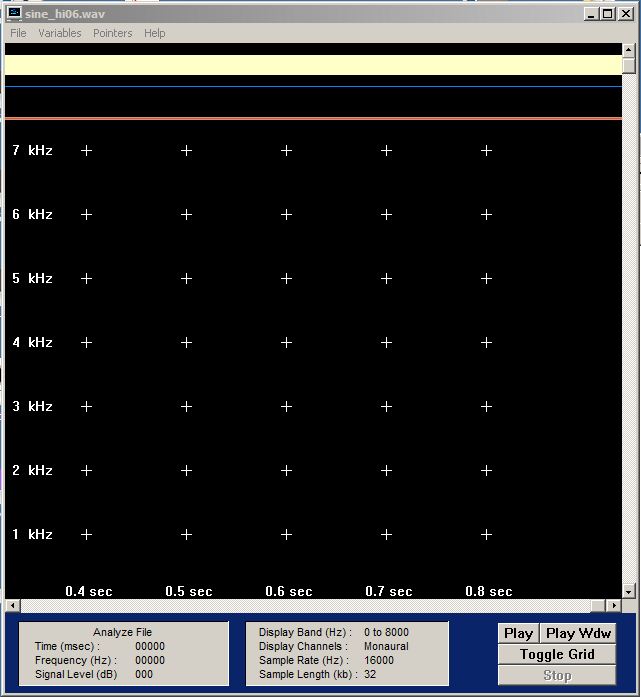 sine_hi06.wav
File Variables Pointers Help
7 kHz
6 kHz
5 kHz
4 kHz
3 kHz
2 kHz
1 kHz
0.4 sec 0.5 sec 0.6 sec 0.7 sec 0.8 sec
Analyze File
Time (msec) : 00000
Frequency (Hz) : 00000
Signal Level (dB) 000
Display Band (Hz) : 0 to 8000
Display Channels : Monaural
Sample Rate (Hz) : 16000
Sample Length (kb) : 32
Play Play Wdw
Toggle Grid
Stop